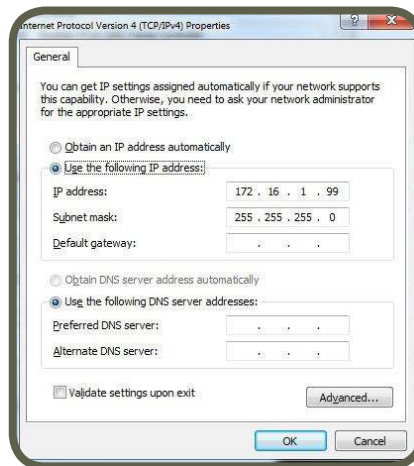 Internet Protocol Version 4 (TCP/IPv4) Properties
General
You can get IP settings assigned automatically if your network supports
this capability. Otherwise, you need to ask your network administrator
for the appropriate IP settings.
Obtain an IP address automatically
Use the following IP address:
IP address: 172 . 16 . 1 . 99
Subnet mask: 255 . 255 . 255 . 0
Default gateway: . . .
Obtain DNS server address automatically
Use the following DNS server addresses:
Preferred DNS server: . . .
Alternate DNS server: . . .
Validate settings upon exit
Advanced...
OK Cancel